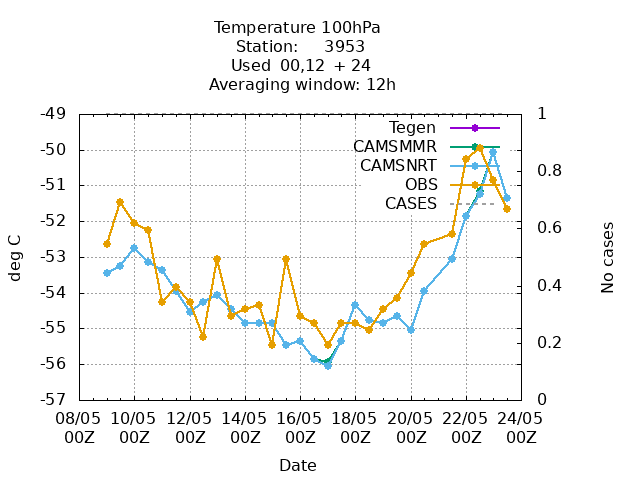 Temperature 100hPa
Station: 3953
Used 00,12 + 24
Averaging window: 12h
-49
-50
-51
-52
-53
-54
-55
-56
-57
deg C
1
0.8
0.6
0.4
0.2
0
No cases
Tegen
CAMSMMR
CAMSNRT
OBS
CASES
08/05 10/05 12/05 14/05 16/05 18/05 20/05 22/05 24/05
00Z 00Z 00Z 00Z 00Z 00Z 00Z 00Z 00Z
Date